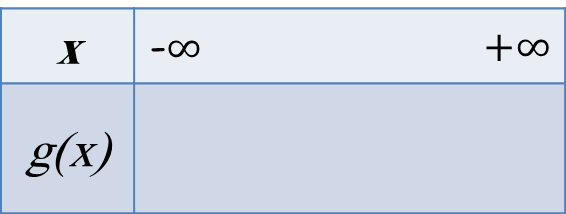 x -∞ +∞
g(x)